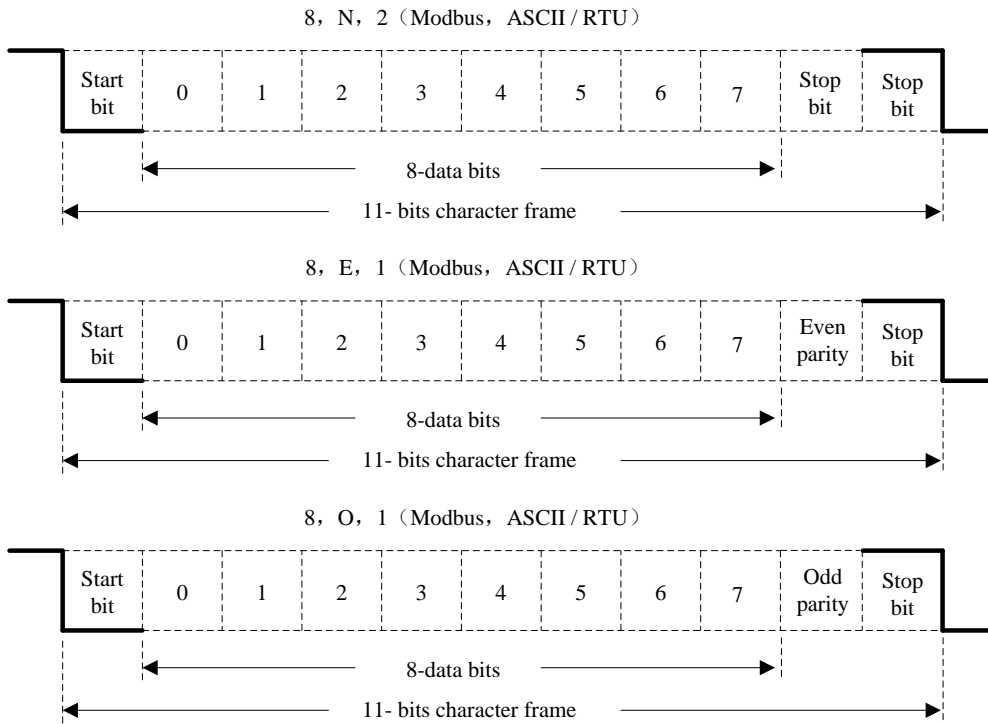 8，N，2（Modbus，ASCII / RTU）
Start bit 0 1 2 3 4 5 6 7 Stop bit Stop bit
8-data bits
11- bits character frame
8，E，1（Modbus，ASCII / RTU）
Start bit 0 1 2 3 4 5 6 7 Even parity Stop bit
8-data bits
11- bits character frame
8，O，1（Modbus，ASCII / RTU）
Start bit 0 1 2 3 4 5 6 7 Odd parity Stop bit
8-data bits
11- bits character frame